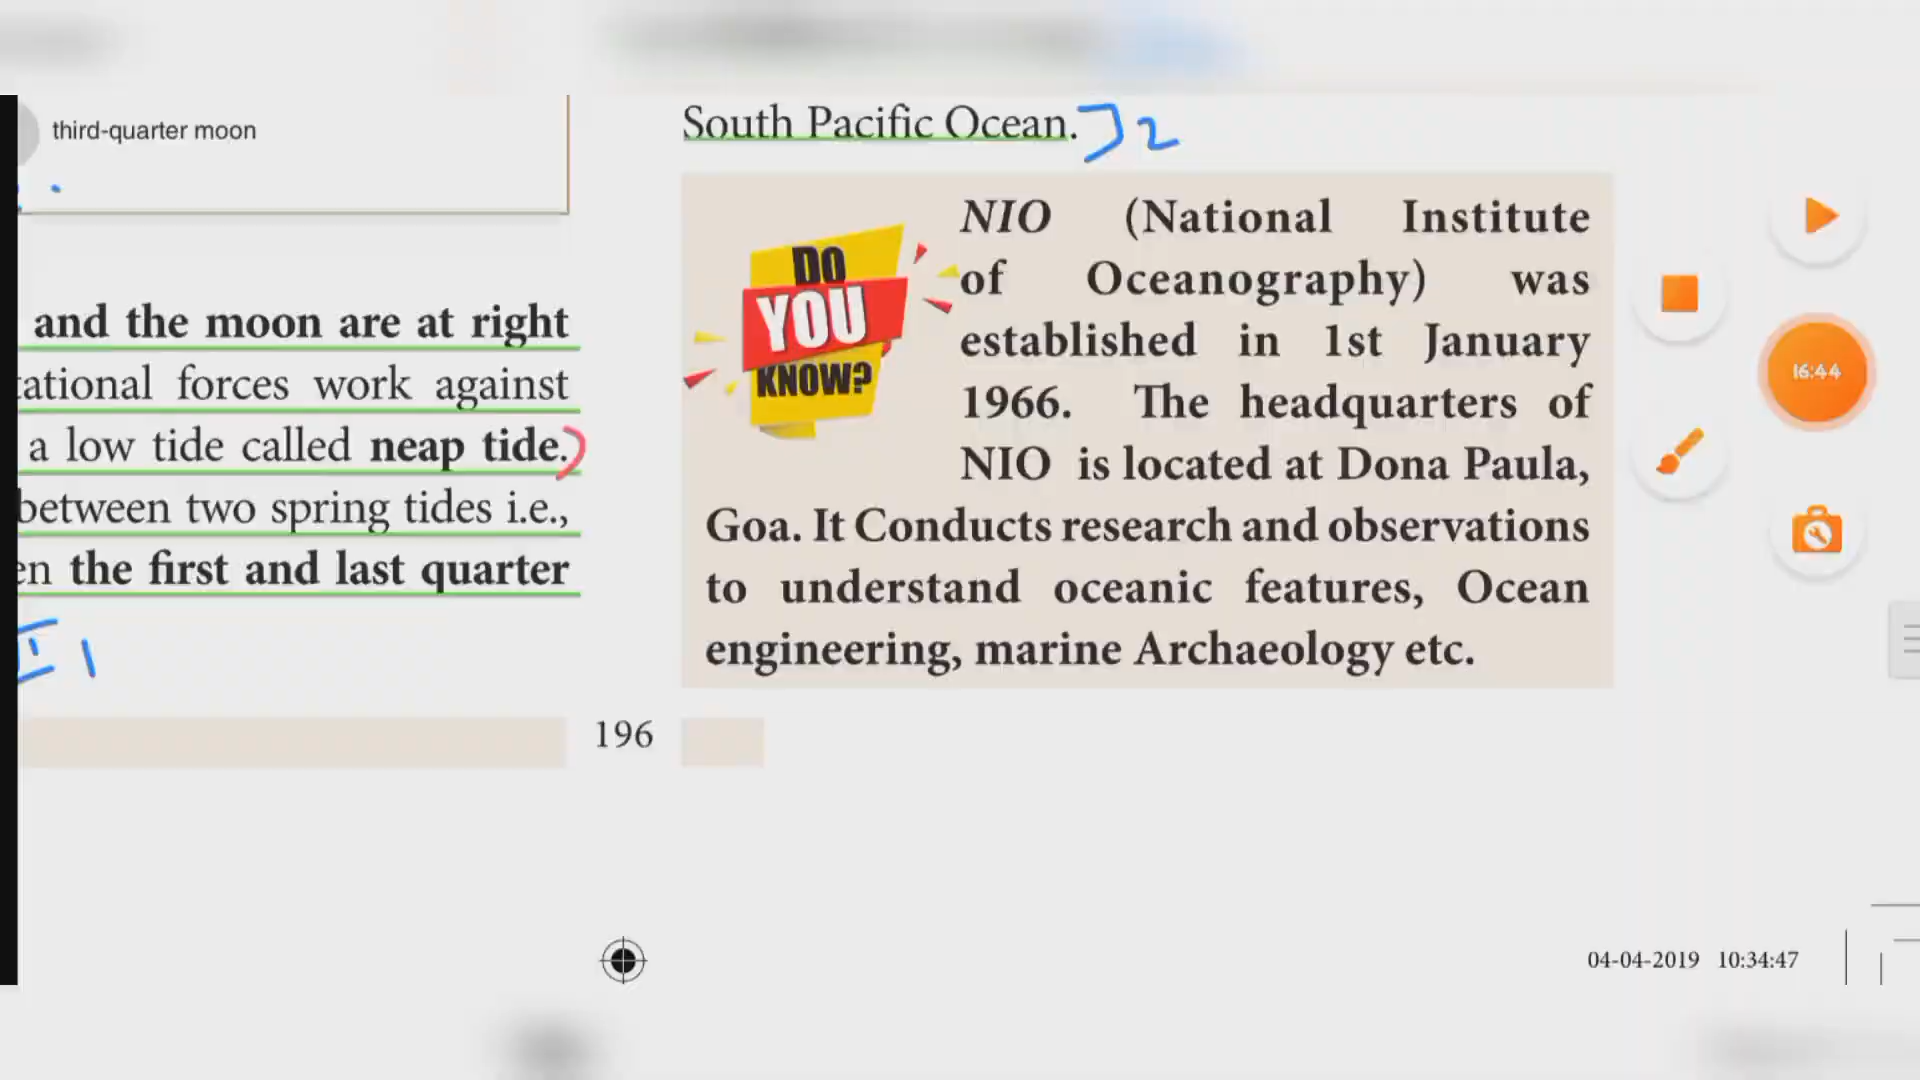 third-quarter moon
and the moon are at right
ational forces work against
a low tide called neap tide.
between two spring tides i.e.,
en the first and last quarter
1
South Pacific Ocean.
2
DO
YOU
KNOW?
NIO (National Institute
of Oceanography) was
established in 1st January
1966. The headquarters of
NIO is located at Dona Paula,
Goa. It Conducts research and observations
to understand oceanic features, Ocean
engineering, marine Archaeology etc.
196
16:44
04-04-2019 10:34:47